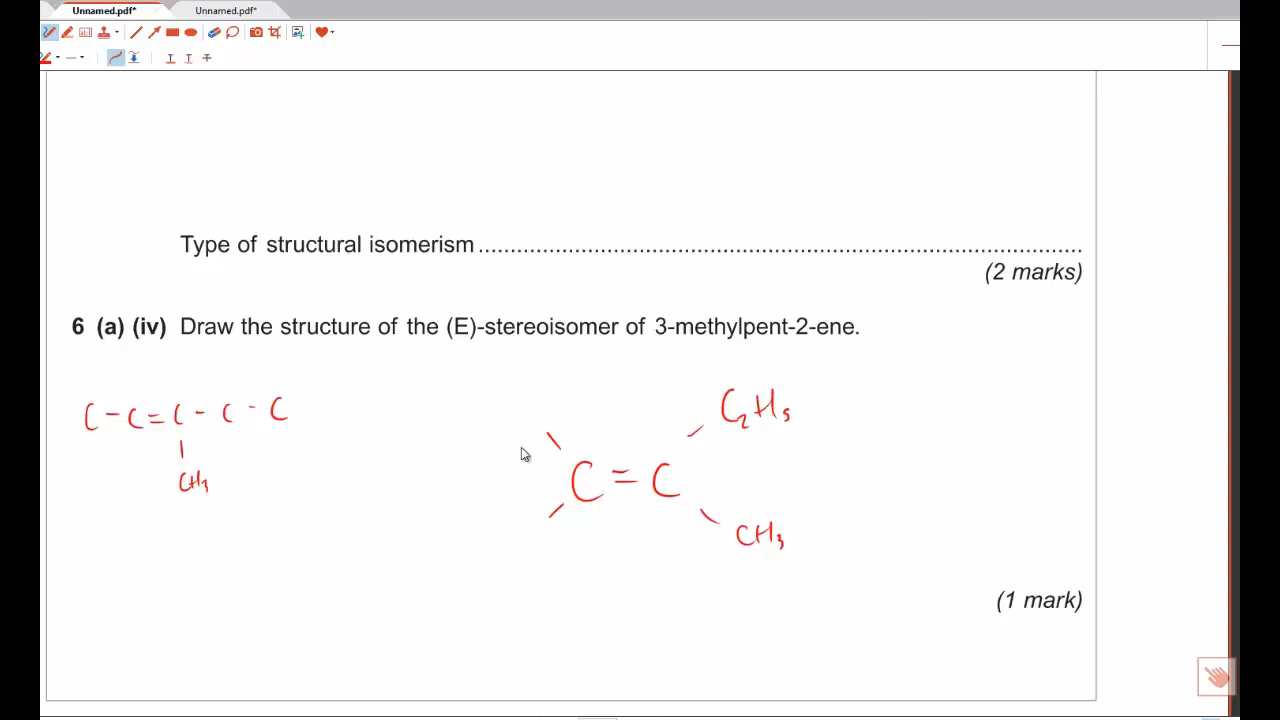 Unnamed.pdf* Unnamed.pdf*
Type of structural isomerism ........................................................................................
(2 marks)
6 (a) (iv) Draw the structure of the (E)-stereoisomer of 3-methylpent-2-ene.
C - C = C - C - C
CH3
C2H5
C = C
CH3
(1 mark)